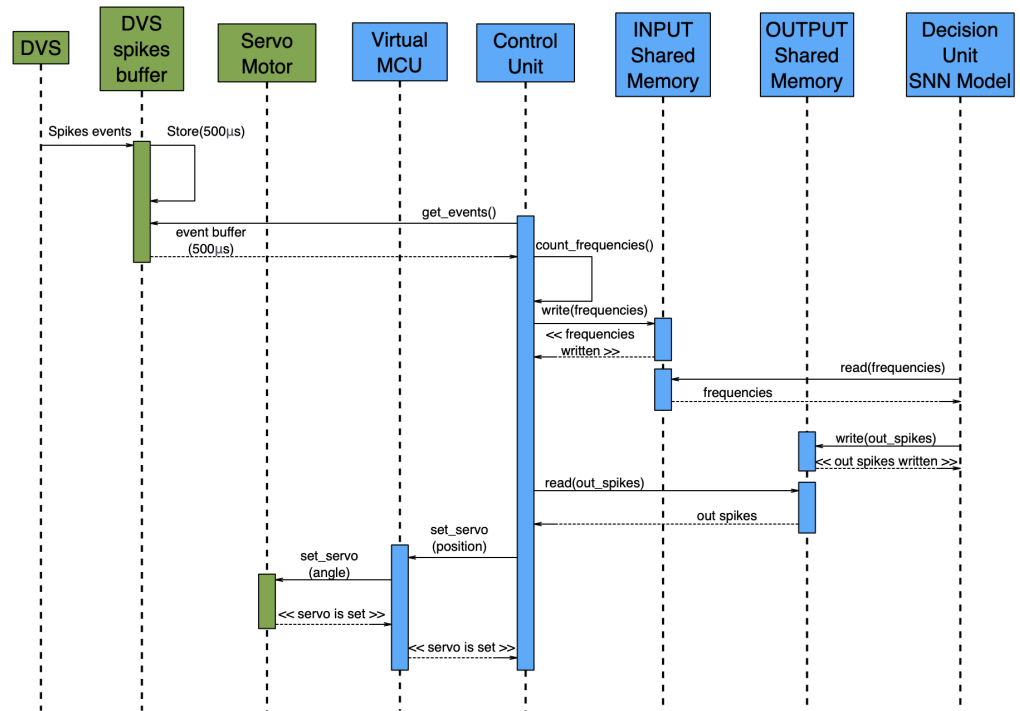 DVS
DVS
spikes
buffer
Servo
Motor
Virtual
MCU
Control
Unit
INPUT
Shared
Memory
OUTPUT
Shared
Memory
Decision
Unit
SNN Model
Spikes events
Store(500µs)
get_events()
event buffer
(500µs)
count_frequencies()
write(frequencies)
<< frequencies
written >>
read(frequencies)
frequencies
write(out_spikes)
<< out spikes written >>
read(out_spikes)
out spikes
set_servo
(position)
set_servo
(angle)
<< servo is set >>
<< servo is set >>